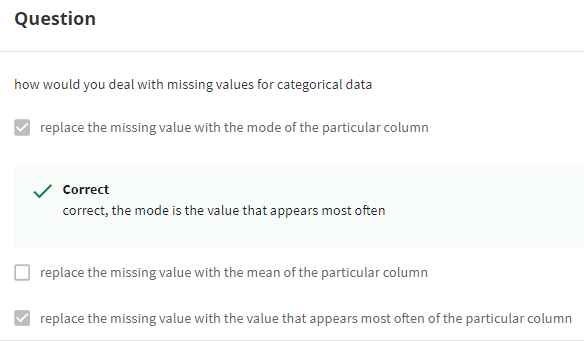 Question
how would you deal with missing values for categorical data
replace the missing value with the mode of the particular column
Correct
correct, the mode is the value that appears most often
replace the missing value with the mean of the particular column
replace the missing value with the value that appears most often of the particular column